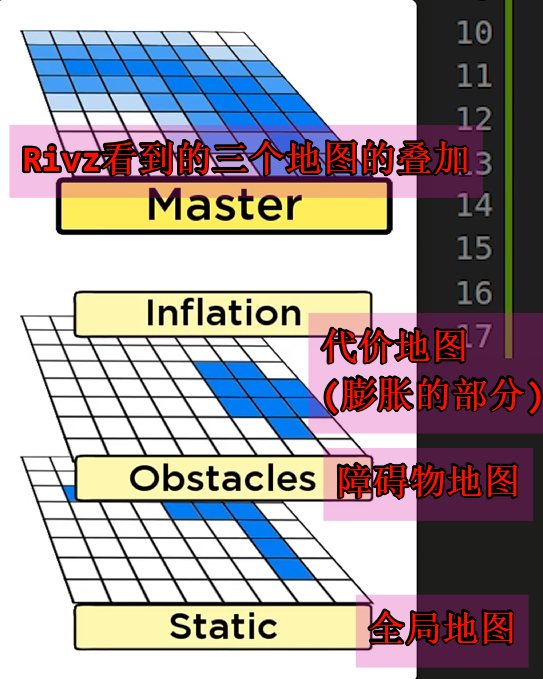 10
11
12
Rivz看到的三个地图的叠加
13
Master
14
15
16
Inflation
17
代价地图
(膨胀的部分)
Obstacles
障碍物地图
Static
全局地图